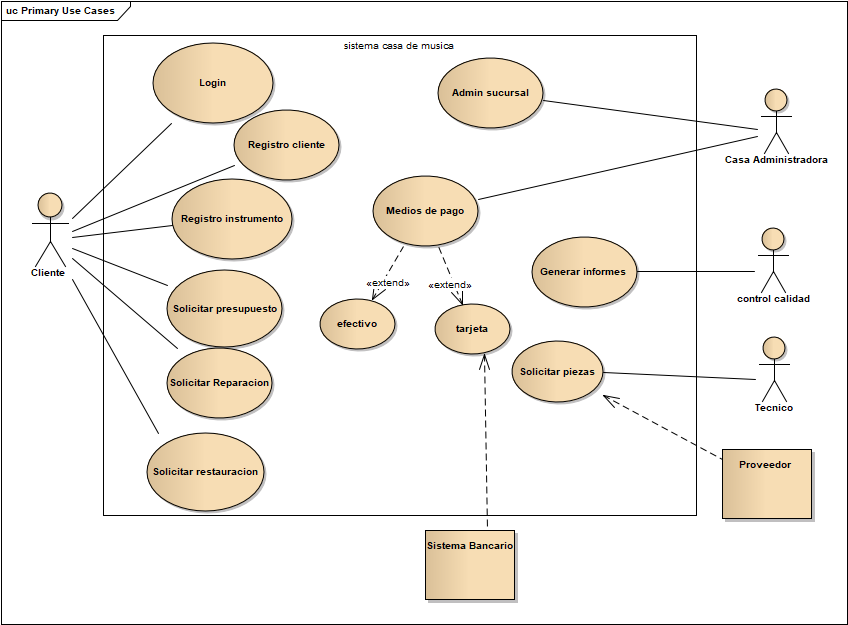 uc Primary Use Cases
sistema casa de musica
Login
Admin sucursal
Registro cliente
Casa Administradora
Registro instrumento
Medios de pago
Cliente
Generar informes
«extend»
«extend»
control calidad
Solicitar presupuesto
efectivo
tarjeta
Solicitar piezas
Solicitar Reparacion
Tecnico
Solicitar restauracion
Proveedor
Sistema Bancario